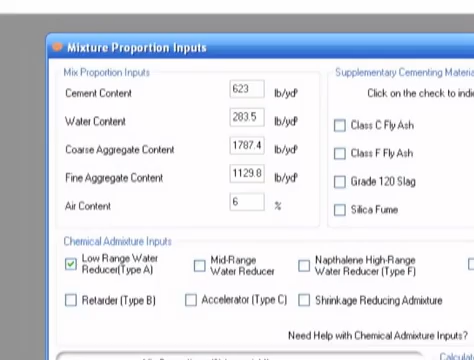 Mixture Proportion Inputs
Mix Proportion Inputs
Cement Content 623 lb/yd³
Water Content 283.5 lb/yd³
Coarse Aggregate Content 1787.4 lb/yd³
Fine Aggregate Content 1129.8 lb/yd³
Air Content 6 %
Supplementary Cementing Materia
Click on the check to indi
Class C Fly Ash
Class F Fly Ash
Grade 120 Slag
Silica Fume
Chemical Admixture Inputs
Low Range Water
Reducer(Type A)
Mid-Range
Water Reducer
Napthalene High-Range
Water Reducer (Type F)
Retarder (Type B)
Accelerator (Type C)
Shrinkage Reducing Admixture
Need Help with Chemical Admixture Inputs?
Calculat